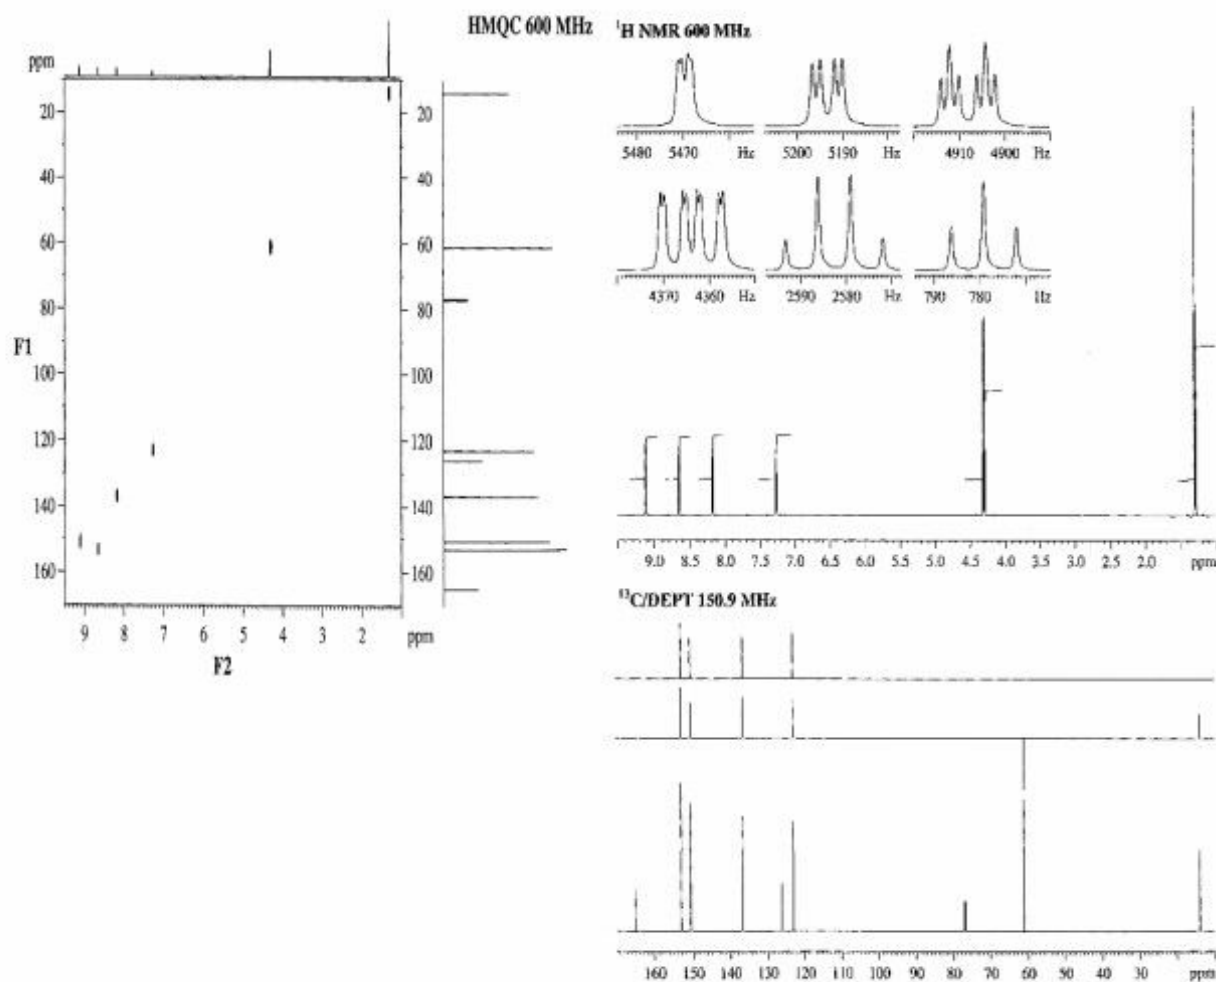 HMQC 600 MHz
ppm
20
40
60
80
100
120
140
160
F1
20
40
60
80
100
120
140
160
9 8 7 6 5 4 3 2 ppm
F2
¹H NMR 600 MHz
5480 5470 Hz
5200 5190 Hz
4910 4900 Hz
4370 4360 Hz
2590 2580 Hz
790 780 Hz
9.0 8.5 8.0 7.5 7.0 6.5 6.0 5.5 5.0 4.5 4.0 3.5 3.0 2.5 2.0 1.5 ppm
¹³C/DEPT 150.9 MHz
160 150 140 130 120 110 100 90 80 70 60 50 40 30 ppm